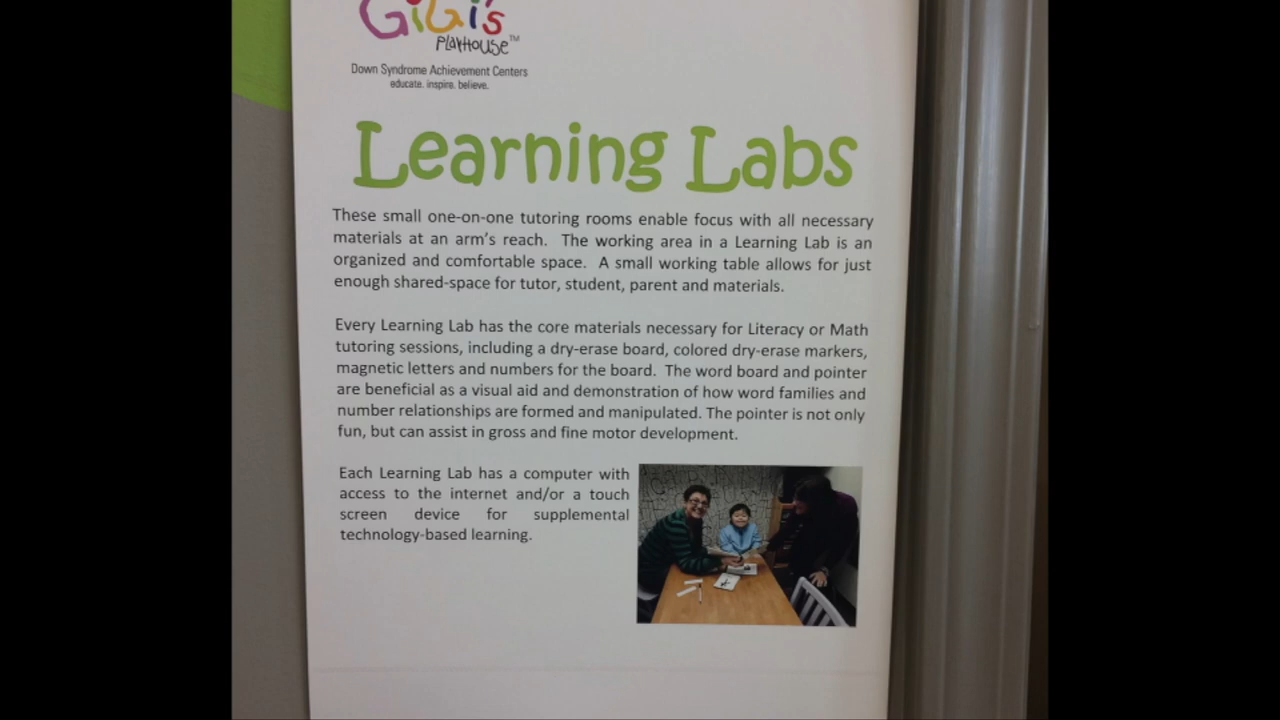 GiGi's
PLAYHOUSE™
Down Syndrome Achievement Centers
educate. inspire. believe.
Learning Labs
These small one-on-one tutoring rooms enable focus with all necessary
materials at an arm's reach. The working area in a Learning Lab is an
organized and comfortable space. A small working table allows for just
enough shared-space for tutor, student, parent and materials.
Every Learning Lab has the core materials necessary for Literacy or Math
tutoring sessions, including a dry-erase board, colored dry-erase markers,
magnetic letters and numbers for the board. The word board and pointer
are beneficial as a visual aid and demonstration of how word families and
number relationships are formed and manipulated. The pointer is not only
fun, but can assist in gross and fine motor development.
Each Learning Lab has a computer with
access to the internet and/or a touch
screen device for supplemental
technology-based learning.